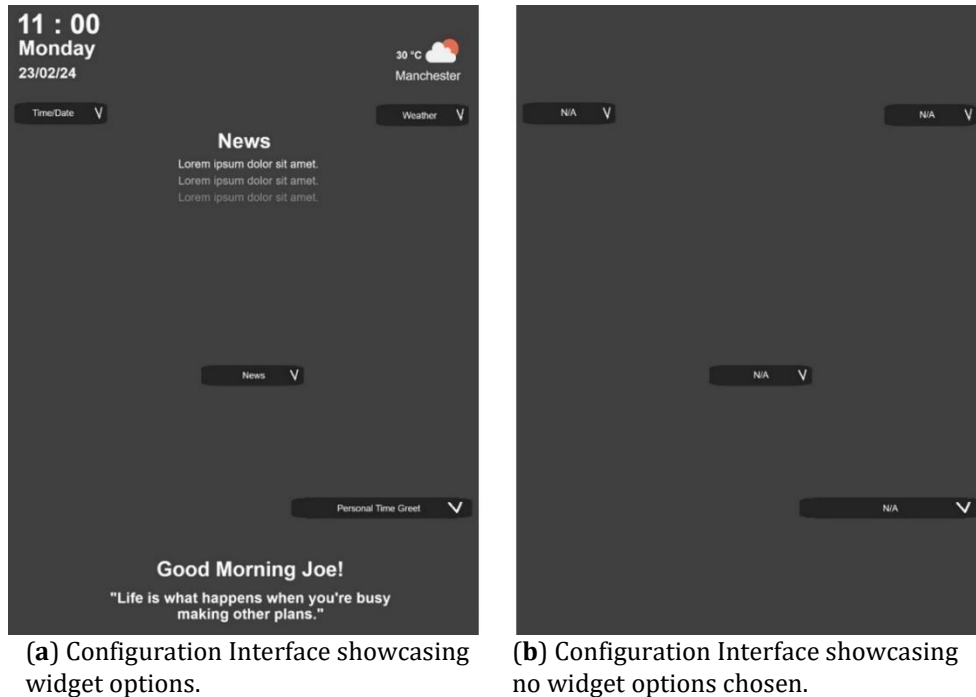 11 : 00
Monday
23/02/24
30 °C
Manchester
Time/Date V
Weather V
News
Lorem ipsum dolor sit amet.
Lorem ipsum dolor sit amet.
Lorem ipsum dolor sit amet.
News V
Personal Time Greet V
Good Morning Joe!
"Life is what happens when you're busy
making other plans."
(a) Configuration Interface showcasing
widget options.
N/A V
N/A V
N/A V
N/A V
(b) Configuration Interface showcasing
no widget options chosen.